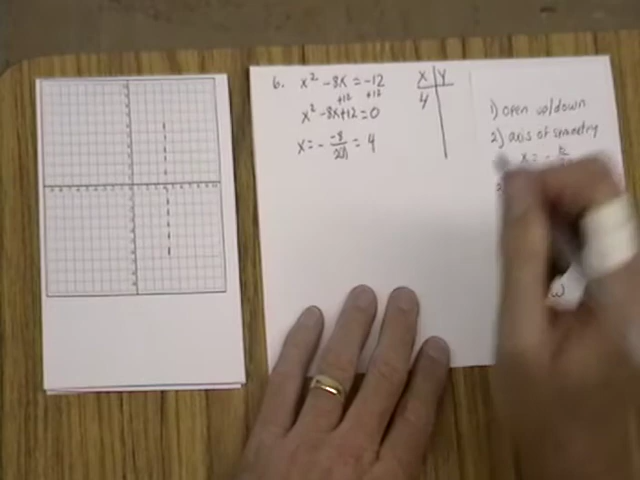 6. x² -8x = -12
+12 +12
x² -8x+12=0
x = - -8/2(1) = 4
X Y
4
1) open up/down
2) axis of symmetry
x = - b
w